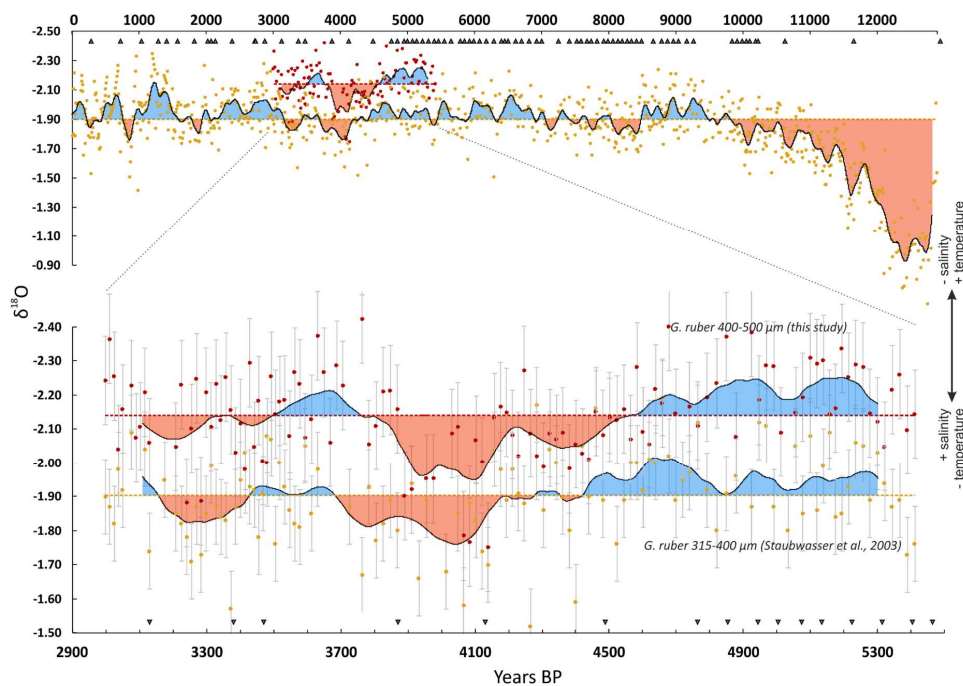 0 1000 2000 3000 4000 5000 6000 7000 8000 9000 10000 11000 12000
-2.50
-2.30
-2.10
-1.90
-1.70
-1.50
-1.30
-1.10
-0.90
- salinity
+ temperature
δ18O
-2.40
G. ruber 400-500 µm (this study)
-2.30
-2.20
-2.10
+ salinity
- temperature
-2.00
-1.90
-1.80
G. ruber 315-400 µm (Staubwasser et al., 2003)
-1.70
-1.60
-1.50
2900 3300 3700 4100 4500 4900 5300
Years BP